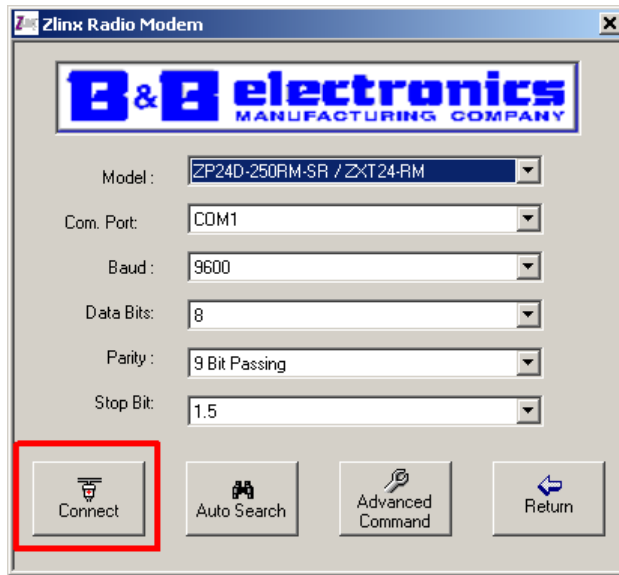 Zlinx Radio Modem
B&B electronics
MANUFACTURING COMPANY
Model : ZP24D-250RM-SR / ZXT24-RM
Com. Port: COM1
Baud : 9600
Data Bits: 8
Parity : 9 Bit Passing
Stop Bit: 1.5
Connect
Auto Search
Advanced
Command
Return